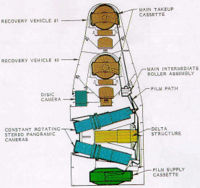 RECOVERY VEHICLE #1
MAIN TAKEUP
CASSETTE
RECOVERY VEHICLE #2
MAIN INTERMEDIATE
ROLLER ASSEMBLY
DISIC
CAMERA
FILM PATH
CONSTANT ROTATING
STEREO PANORAMIC
CAMERAS
DELTA
STRUCTURE
FILM SUPPLY
CASSETTE